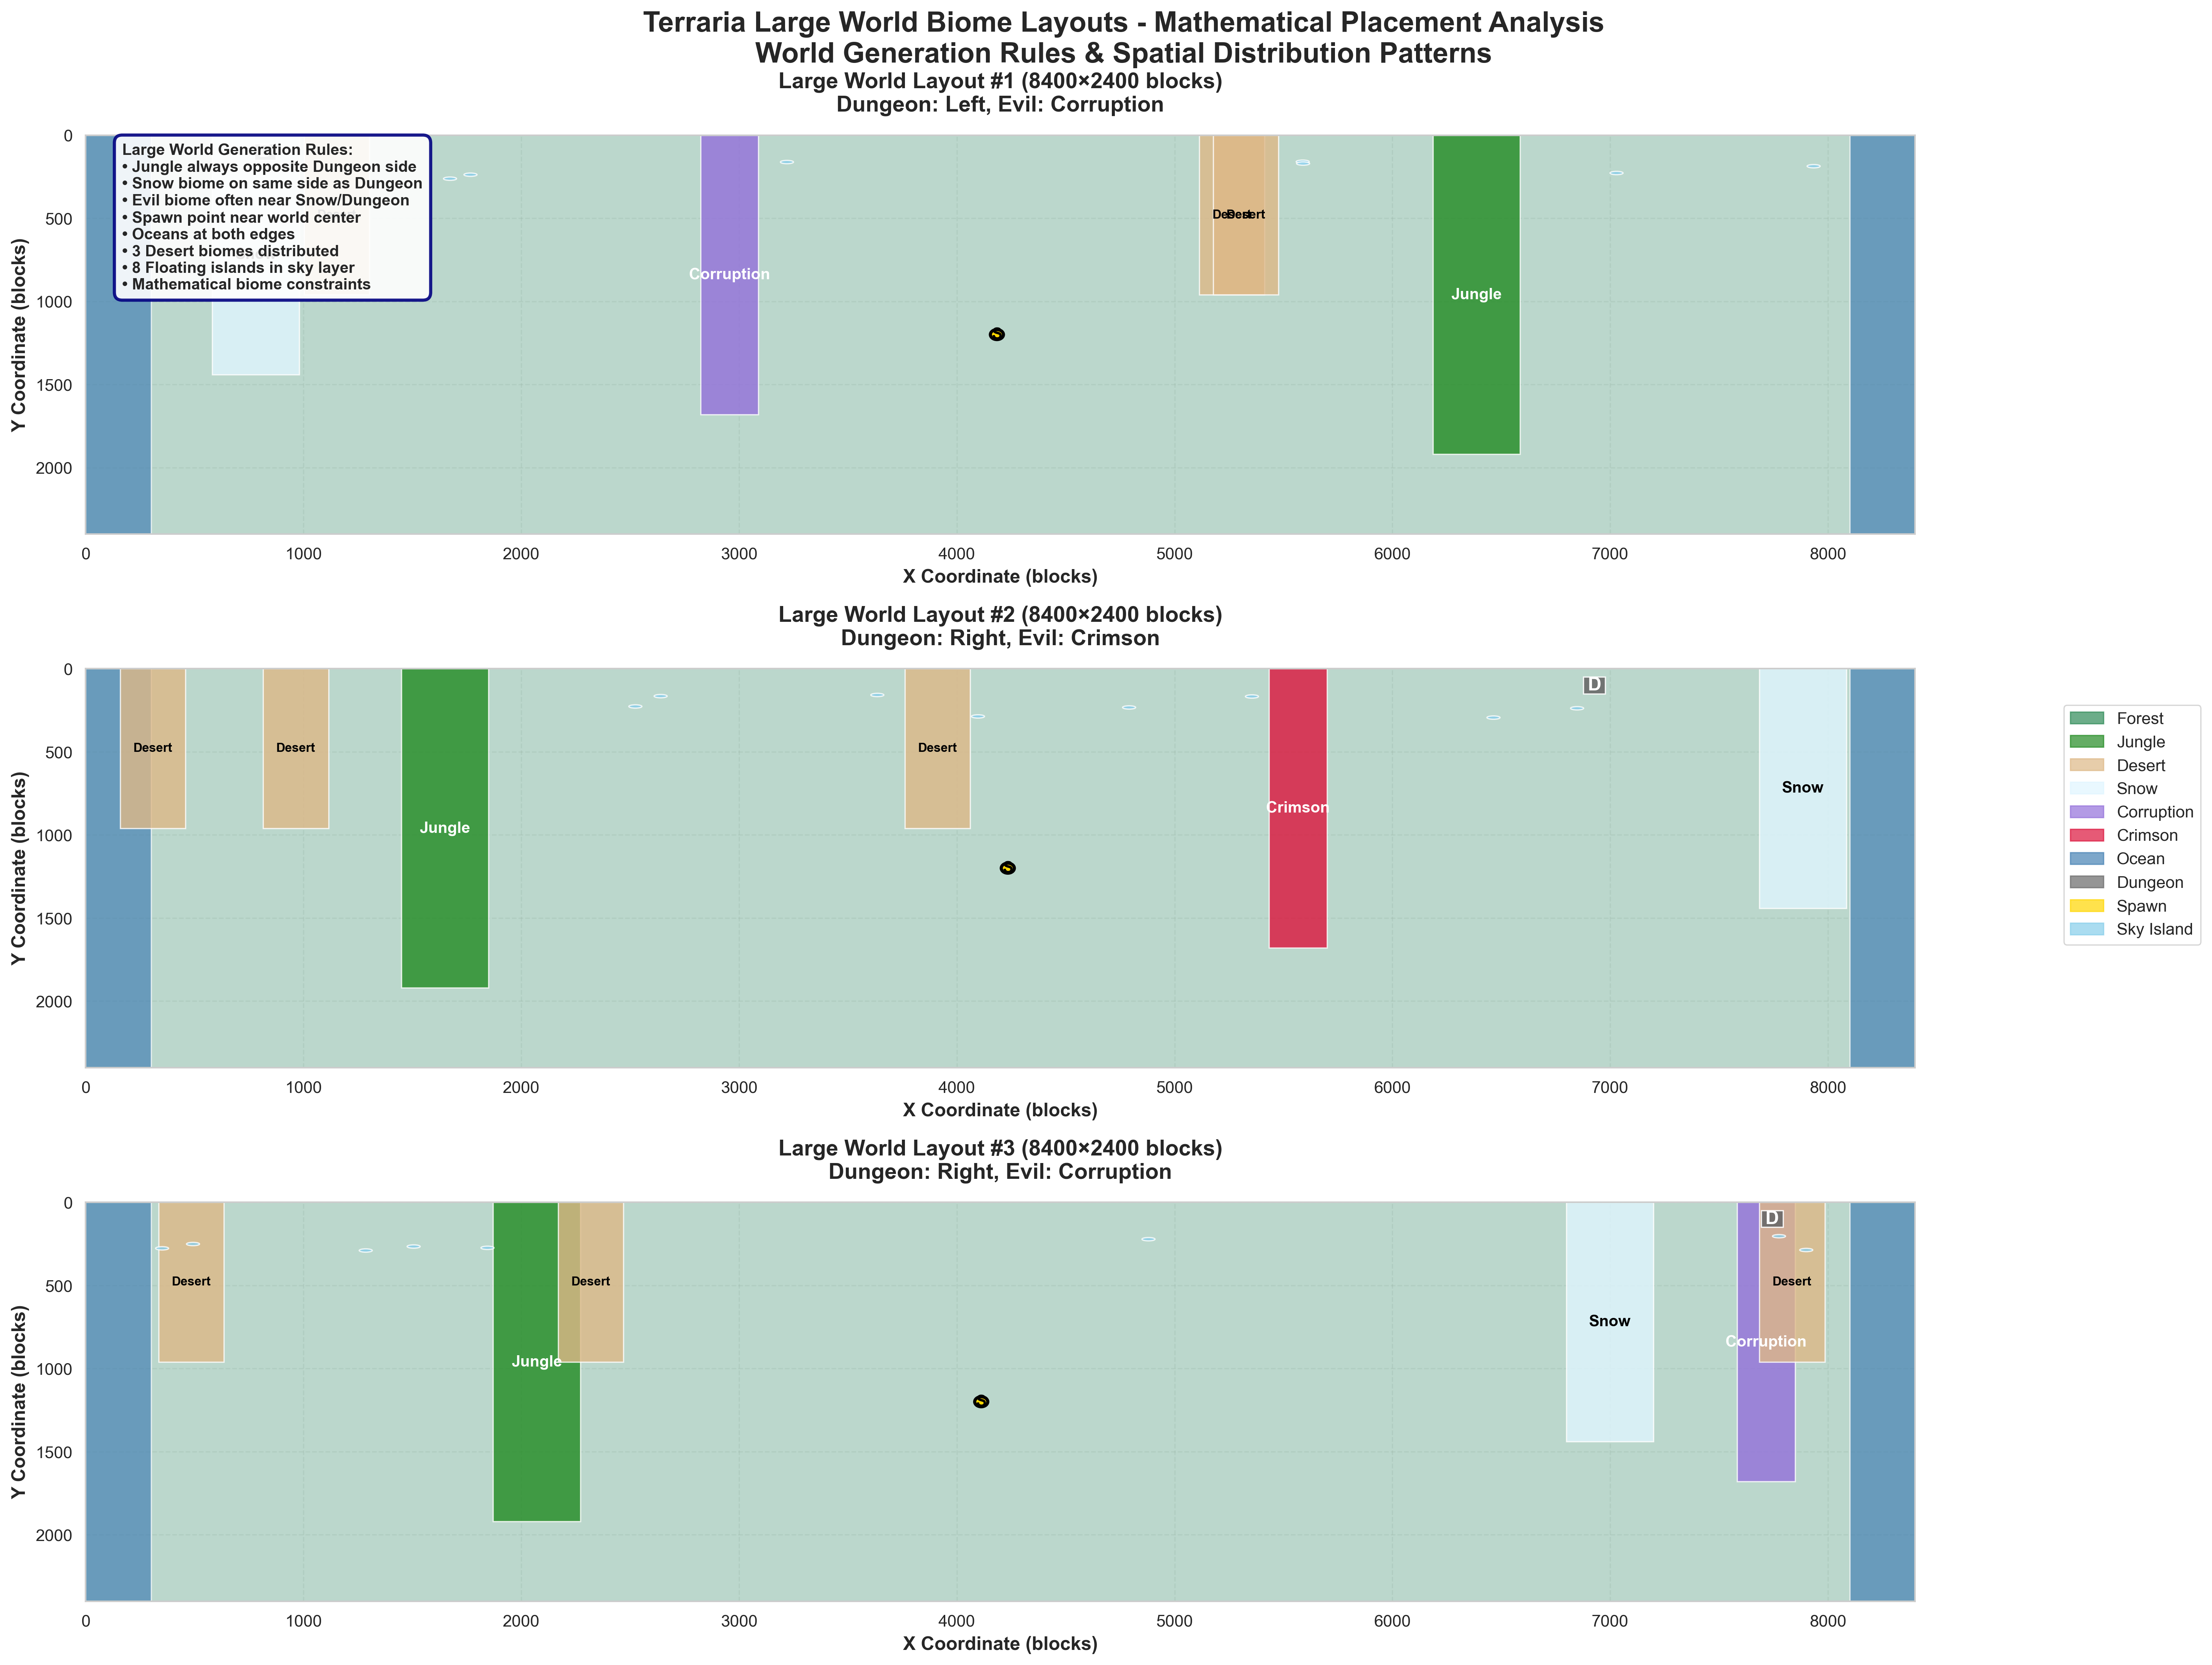 Terraria Large World Biome Layouts - Mathematical Placement Analysis
World Generation Rules & Spatial Distribution Patterns
Large World Layout #1 (8400×2400 blocks)
Dungeon: Left, Evil: Corruption
Large World Generation Rules:
• Jungle always opposite Dungeon side
• Snow biome on same side as Dungeon
• Evil biome often near Snow/Dungeon
• Spawn point near world center
• Oceans at both edges
• 3 Desert biomes distributed
• 8 Floating islands in sky layer
• Mathematical biome constraints
Corruption
Desert
Desert
Jungle
Y Coordinate (blocks)
0
500
1000
1500
2000
0 1000 2000 3000 4000 5000 6000 7000 8000
X Coordinate (blocks)
Large World Layout #2 (8400×2400 blocks)
Dungeon: Right, Evil: Crimson
D
Desert
Desert
Desert
Snow
Crimson
Jungle
Y Coordinate (blocks)
0
500
1000
1500
2000
0 1000 2000 3000 4000 5000 6000 7000 8000
X Coordinate (blocks)
Forest
Jungle
Desert
Snow
Corruption
Crimson
Ocean
Dungeon
Spawn
Sky Island
Large World Layout #3 (8400×2400 blocks)
Dungeon: Right, Evil: Corruption
D
Desert
Desert
Desert
Snow
Corruption
Jungle
Y Coordinate (blocks)
0
500
1000
1500
2000
0 1000 2000 3000 4000 5000 6000 7000 8000
X Coordinate (blocks)